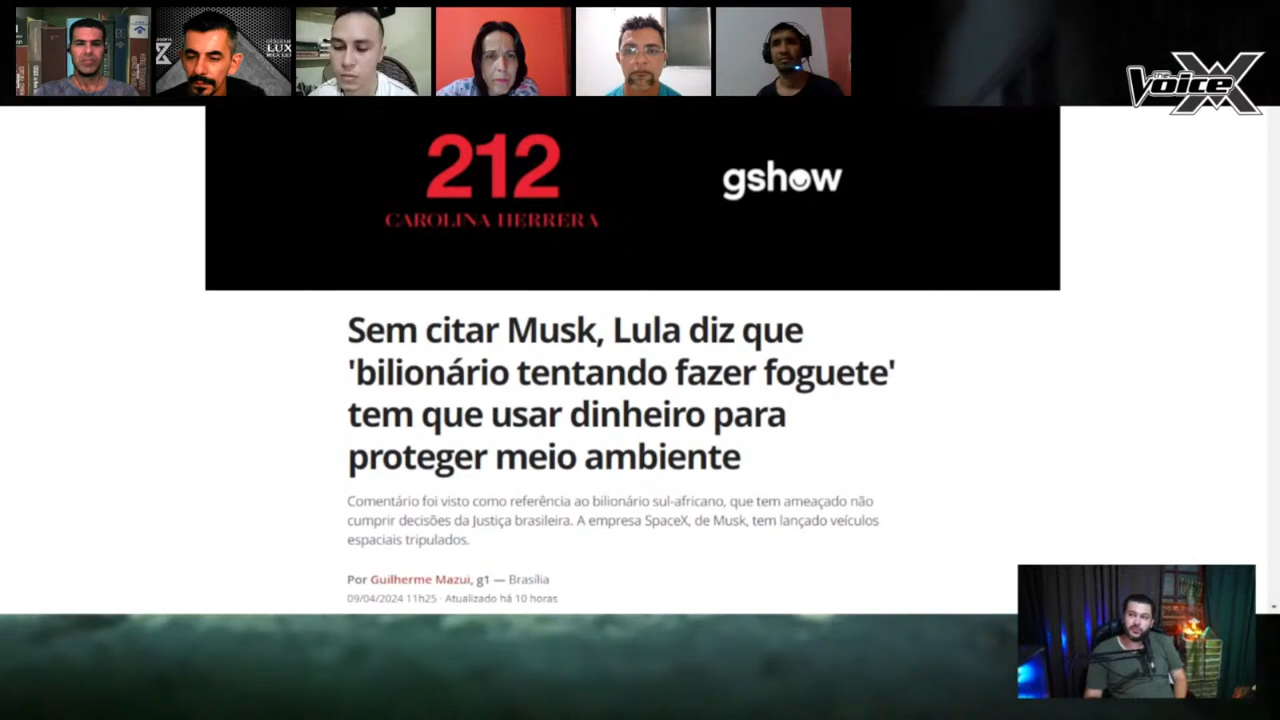 LUX
the Voice X
212
CAROLINA HERRERA
gshow
Sem citar Musk, Lula diz que
'bilionário tentando fazer foguete'
tem que usar dinheiro para
proteger meio ambiente
Comentário foi visto como referência ao bilionário sul-africano, que tem ameaçado não
cumprir decisões da Justiça brasileira. A empresa SpaceX, de Musk, tem lançado veículos
espaciais tripulados.
Por Guilherme Mazui, g1 — Brasília
09/04/2024 11h25 · Atualizado há 10 horas